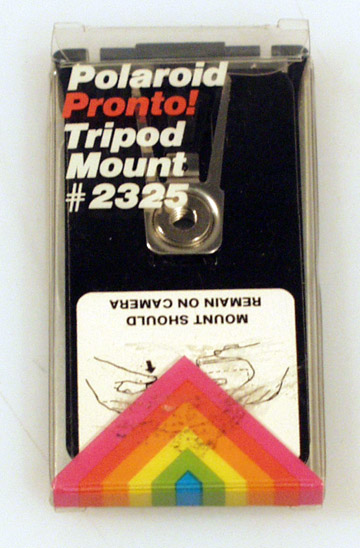 Polaroid
Pronto!
Tripod
Mount
#2325
MOUNT SHOULD
REMAIN ON CAMERA